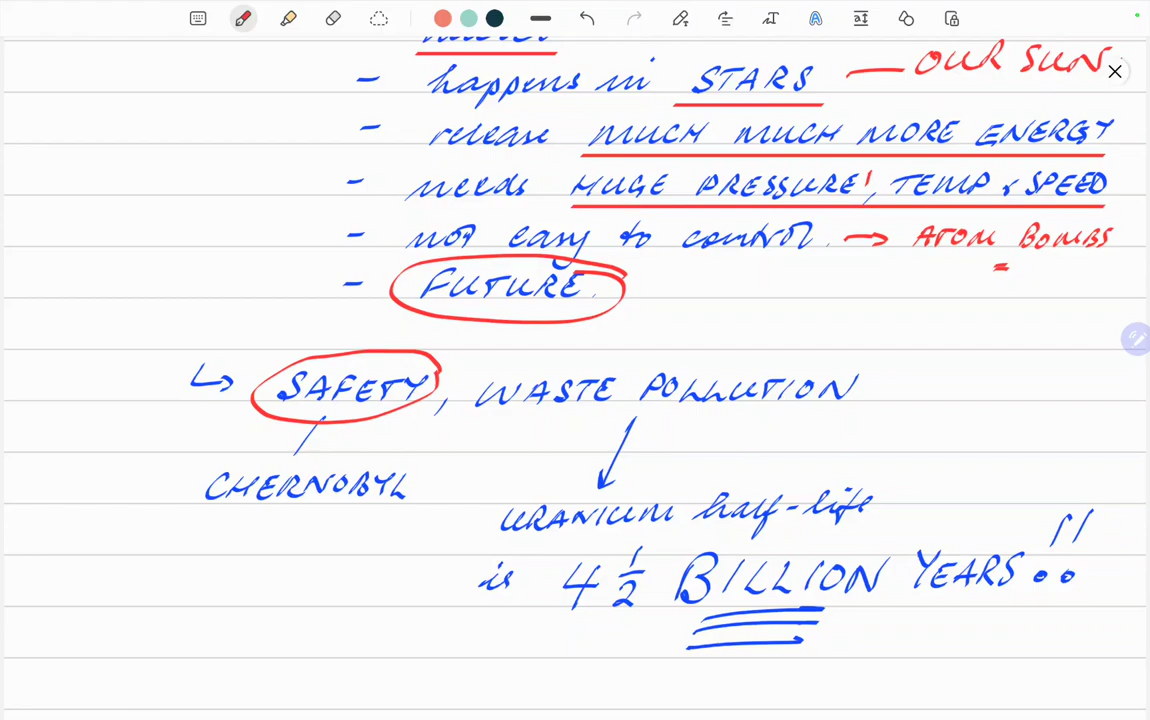 - happens in STARS — OUR SUN.
- release MUCH MUCH MORE ENERGY
- needs HUGE PRESSURE', TEMP & SPEED
- not easy to control. → ATOM BOMBS
- FUTURE.
↳ SAFETY, WASTE POLLUTION
CHERNOBYL
URANIUM half-life
is 4 1/2 BILLION YEARS !!